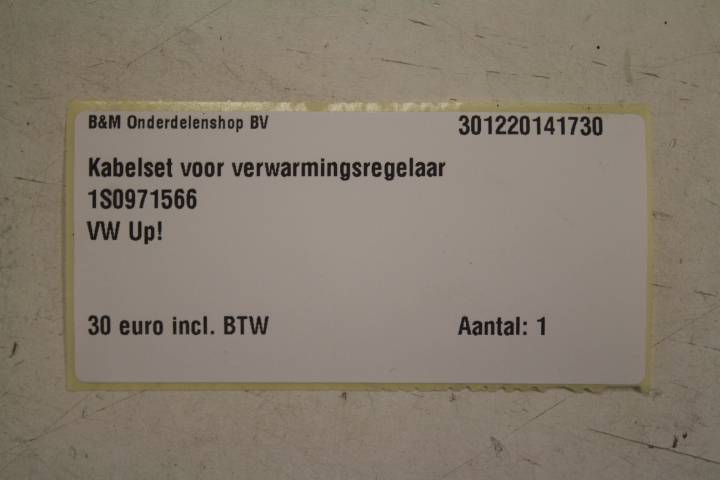 B&M Onderdelenshop BV 301220141730
Kabelset voor verwarmingsregelaar
1S0971566
VW Up!
30 euro incl. BTW Aantal: 1